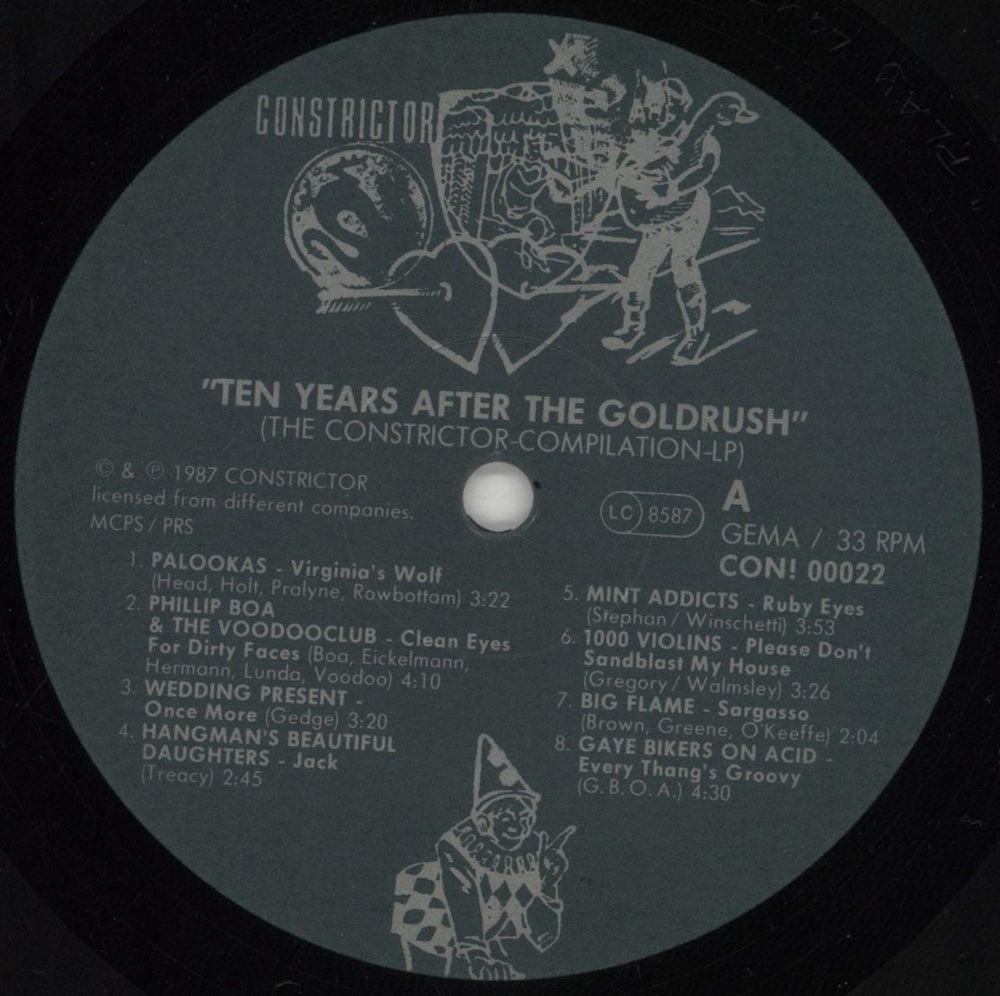 CONSTRICTOR
"TEN YEARS AFTER THE GOLDRUSH"
(THE CONSTRICTOR-COMPILATION-LP)
© & ℗ 1987 CONSTRICTOR
licensed from different companies.
MCPS / PRS
LC 8587
A
GEMA / 33 RPM
CON! 00022
1. PALOOKAS - Virginia's Wolf
(Head, Holt, Pralyne, Rowbottam) 3:22
2. PHILLIP BOA
& THE VOODOOCLUB - Clean Eyes
For Dirty Faces (Boa, Eickelmann,
Hermann, Lunda, Voodoo) 4:10
3. WEDDING PRESENT -
Once More (Gedge) 3:20
4. HANGMAN'S BEAUTIFUL
DAUGHTERS - Jack
(Treacy) 2:45
5. MINT ADDICTS - Ruby Eyes
(Stephan / Winschetti) 3:53
6. 1000 VIOLINS - Please Don't
Sandblast My House
(Gregory / Walmsley) 3:26
7. BIG FLAME - Sargasso
(Brown, Greene, O'Keeffe) 2:04
8. GAYE BIKERS ON ACID -
Every Thang's Groovy
(G.B.O.A.) 4:30